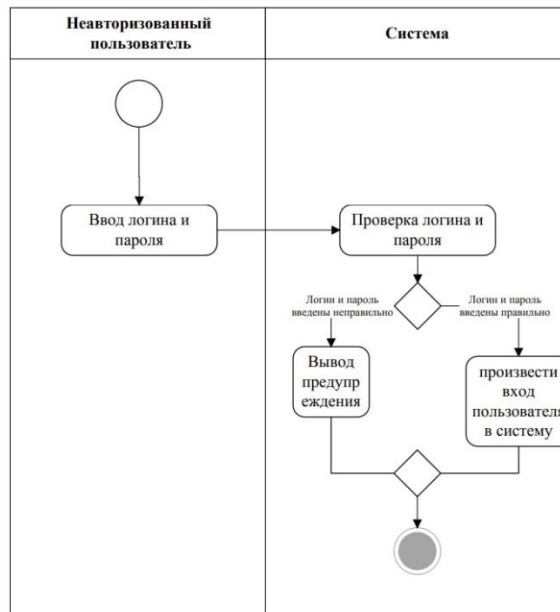 Неавторизованный
пользователь
Система
Ввод логина и
пароля
Проверка логина и
пароля
Логин и пароль
введены неправильно
Логин и пароль
введены правильно
Вывод
предупр
еждения
произвести
вход
пользователя
в систему